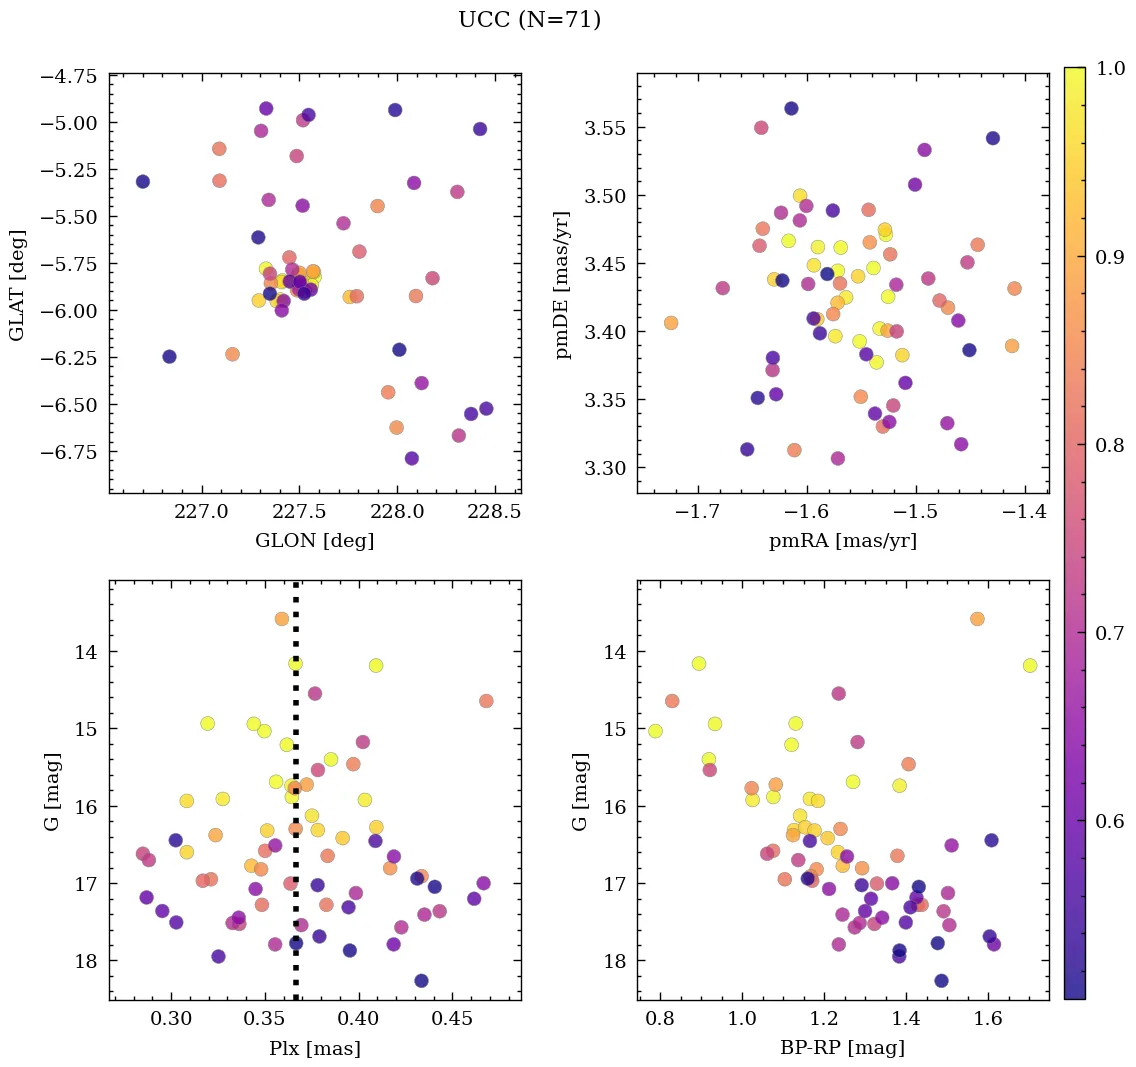 UCC (N=71)
−4.75
−5.00
−5.25
−5.50
−5.75
−6.00
−6.25
−6.50
−6.75
GLAT [deg]
227.0 227.5 228.0 228.5
GLON [deg]
3.55
3.50
3.45
3.40
3.35
3.30
pmDE [mas/yr]
−1.7 −1.6 −1.5 −1.4
pmRA [mas/yr]
14
15
16
17
18
G [mag]
0.30 0.35 0.40 0.45
Plx [mas]
14
15
16
17
18
G [mag]
0.8 1.0 1.2 1.4 1.6
BP-RP [mag]
1.0
0.9
0.8
0.7
0.6